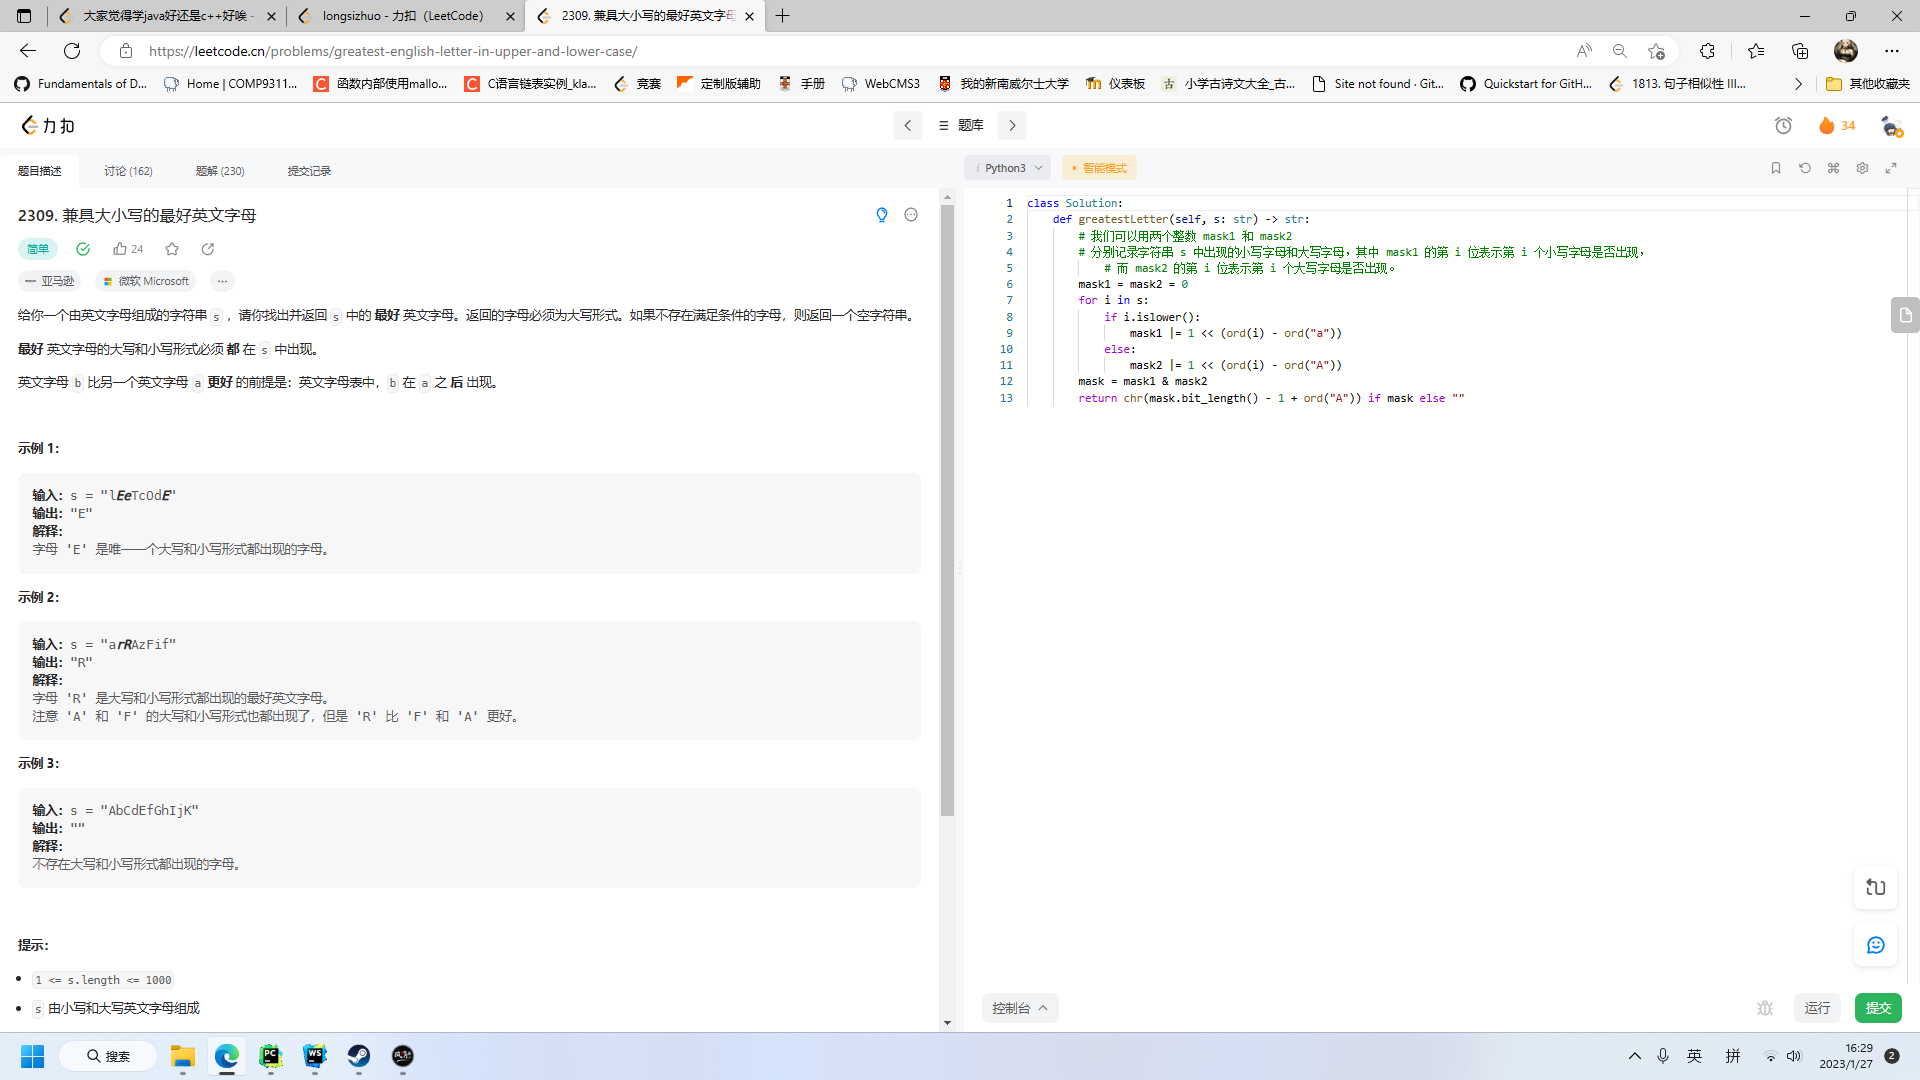 大家觉得学java好还是c++好唉 -
longsizhuo - 力扣（LeetCode）
2309. 兼具大小写的最好英文字母
https://leetcode.cn/problems/greatest-english-letter-in-upper-and-lower-case/
Fundamentals of D...
Home | COMP9311...
函数内部使用mallo...
C语言链表实例_kla...
竞赛
定制版辅助
手册
WebCMS3
我的新南威尔士大学
仪表板
小学古诗文大全_古...
Site not found · Git...
Quickstart for GitH...
1813. 句子相似性 III...
其他收藏夹
力扣
题库
34
题目描述
讨论 (162)
题解 (230)
提交记录
2309. 兼具大小写的最好英文字母
简单
24
亚马逊
微软 Microsoft
给你一个由英文字母组成的字符串 s ，请你找出并返回 s 中的 最好 英文字母。返回的字母必须为大写形式。如果不存在满足条件的字母，则返回一个空字符串。
最好 英文字母的大写和小写形式必须 都 在 s 中出现。
英文字母 b 比另一个英文字母 a 更好 的前提是：英文字母表中，b 在 a 之 后 出现。
示例 1：
输入：s = "lEeTcOdE"
输出："E"
解释：
字母 'E' 是唯一一个大写和小写形式都出现的字母。
示例 2：
输入：s = "arRAzFif"
输出："R"
解释：
字母 'R' 是大写和小写形式都出现的最好英文字母。
注意 'A' 和 'F' 的大写和小写形式也都出现了，但是 'R' 比 'F' 和 'A' 更好。
示例 3：
输入：s = "AbCdEfGhIjK"
输出：""
解释：
不存在大写和小写形式都出现的字母。
提示：
1 <= s.length <= 1000
s 由小写和大写英文字母组成
i Python3
智能模式
1 class Solution:
2 def greatestLetter(self, s: str) -> str:
3 # 我们可以用两个整数 mask1 和 mask2
4 # 分别记录字符串 s 中出现的小写字母和大写字母，其中 mask1 的第 i 位表示第 i 个小写字母是否出现，
5 # 而 mask2 的第 i 位表示第 i 个大写字母是否出现。
6 mask1 = mask2 = 0
7 for i in s:
8 if i.islower():
9 mask1 |= 1 << (ord(i) - ord("a"))
10 else:
11 mask2 |= 1 << (ord(i) - ord("A"))
12 mask = mask1 & mask2
13 return chr(mask.bit_length() - 1 + ord("A")) if mask else ""
控制台
运行
提交
搜索
英
拼
16:29
2023/1/27
2